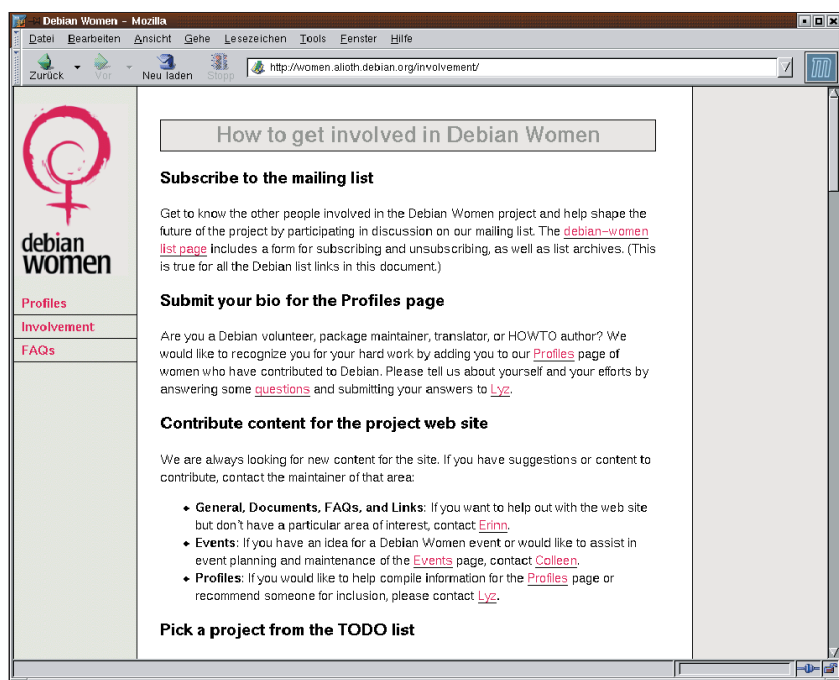 Debian Women – Mozilla
Datei Bearbeiten Ansicht Gehe Lesezeichen Tools Fenster Hilfe
Zurück Vor Neu laden Stopp http://women.alioth.debian.org/involvement/
debian
women
Profiles
Involvement
FAQs
How to get involved in Debian Women
Subscribe to the mailing list
Get to know the other people involved in the Debian Women project and help shape the
future of the project by participating in discussion on our mailing list. The debian–women
list page includes a form for subscribing and unsubscribing, as well as list archives. (This
is true for all the Debian list links in this document.)
Submit your bio for the Profiles page
Are you a Debian volunteer, package maintainer, translator, or HOWTO author? We
would like to recognize you for your hard work by adding you to our Profiles page of
women who have contributed to Debian. Please tell us about yourself and your efforts by
answering some questions and submitting your answers to Lyz.
Contribute content for the project web site
We are always looking for new content for the site. If you have suggestions or content to
contribute, contact the maintainer of that area:
General, Documents, FAQs, and Links: If you want to help out with the web site
but don't have a particular area of interest, contact Erinn.
Events: If you have an idea for a Debian Women event or would like to assist in
event planning and maintenance of the Events page, contact Colleen.
Profiles: If you would like to help compile information for the Profiles page or
recommend someone for inclusion, please contact Lyz.
Pick a project from the TODO list